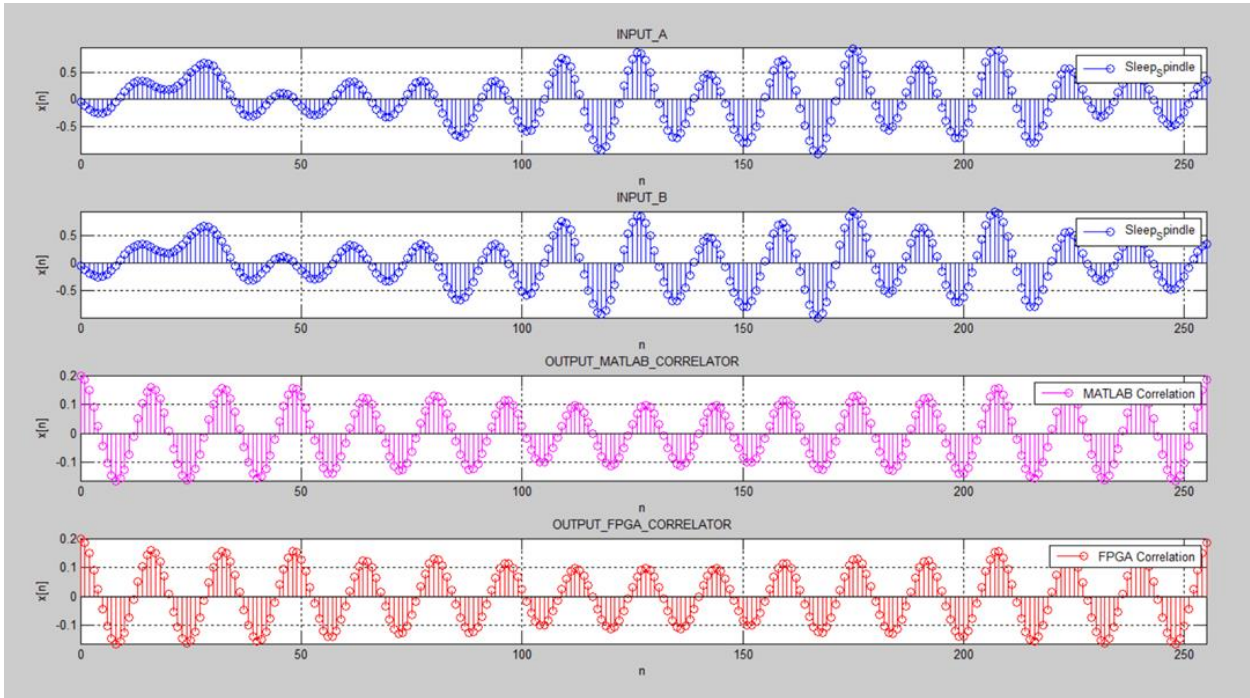 INPUT_A
0.5
0
-0.5
x[n]
Sleep_Spindle
0 50 100 150 200 250
n
INPUT_B
0.5
0
-0.5
x[n]
Sleep_Spindle
0 50 100 150 200 250
n
OUTPUT_MATLAB_CORRELATOR
0.2
0.1
0
-0.1
x[n]
MATLAB Correlation
0 50 100 150 200 250
n
OUTPUT_FPGA_CORRELATOR
0.2
0.1
0
-0.1
x[n]
FPGA Correlation
0 50 100 150 200 250
n